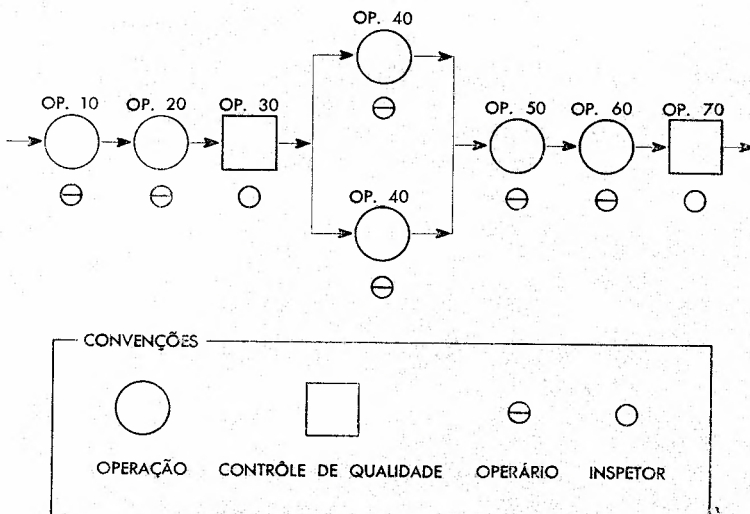 OP. 40
OP. 10 OP. 20 OP. 30
OP. 50 OP. 60 OP. 70
OP. 40
CONVENÇÕES
OPERAÇÃO CONTRÔLE DE QUALIDADE OPERÁRIO INSPETOR